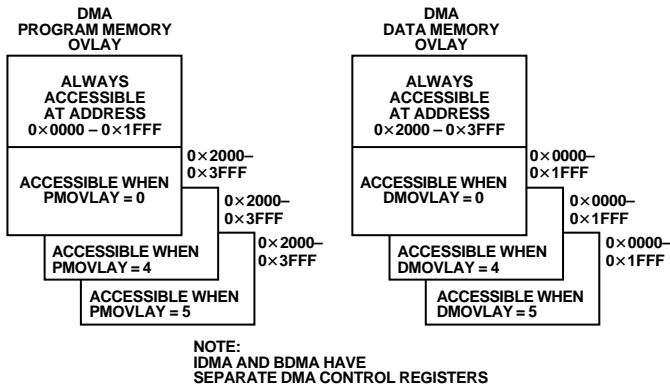 DMA
PROGRAM MEMORY
OVLAY
ALWAYS
ACCESSIBLE
AT ADDRESS
0×0000 – 0×1FFF
0×2000–
0×3FFF
ACCESSIBLE WHEN
PMOVLAY = 0
0×2000–
0×3FFF
0×2000–
0×3FFF
ACCESSIBLE WHEN
PMOVLAY = 4
ACCESSIBLE WHEN
PMOVLAY = 5
DMA
DATA MEMORY
OVLAY
ALWAYS
ACCESSIBLE
AT ADDRESS
0×2000 – 0×3FFF
0×0000–
0×1FFF
ACCESSIBLE WHEN
DMOVLAY = 0
0×0000–
0×1FFF
0×0000–
0×1FFF
ACCESSIBLE WHEN
DMOVLAY = 4
ACCESSIBLE WHEN
DMOVLAY = 5
NOTE:
IDMA AND BDMA HAVE
SEPARATE DMA CONTROL REGISTERS